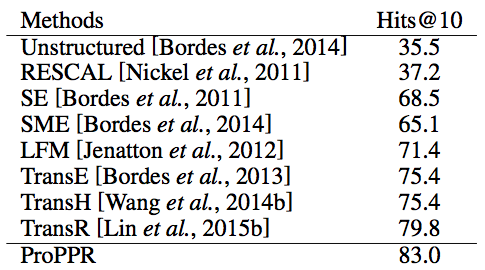 Methods Hits@10
Unstructured [Bordes et al., 2014] 35.5
RESCAL [Nickel et al., 2011] 37.2
SE [Bordes et al., 2011] 68.5
SME [Bordes et al., 2014] 65.1
LFM [Jenatton et al., 2012] 71.4
TransE [Bordes et al., 2013] 75.4
TransH [Wang et al., 2014b] 75.4
TransR [Lin et al., 2015b] 79.8
ProPPR 83.0